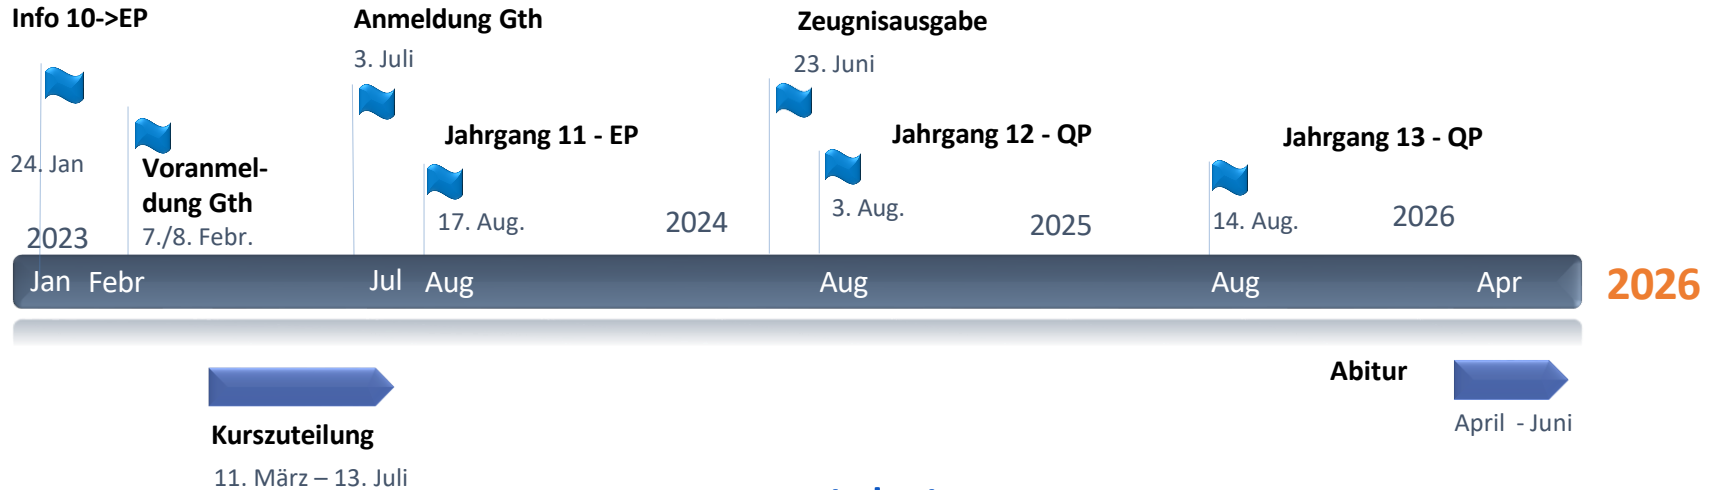 Info 10->EP
24. Jan
2023
Voranmel-
dung Gth
7./8. Febr.
Anmeldung Gth
3. Juli
Jahrgang 11 - EP
17. Aug.
2024
Zeugnisausgabe
23. Juni
Jahrgang 12 - QP
3. Aug.
2025
Jahrgang 13 - QP
14. Aug.
2026
Jan Febr Jul Aug Aug Aug Apr
2026
Kurszuteilung
11. März – 13. Juli
Abitur
April - Juni